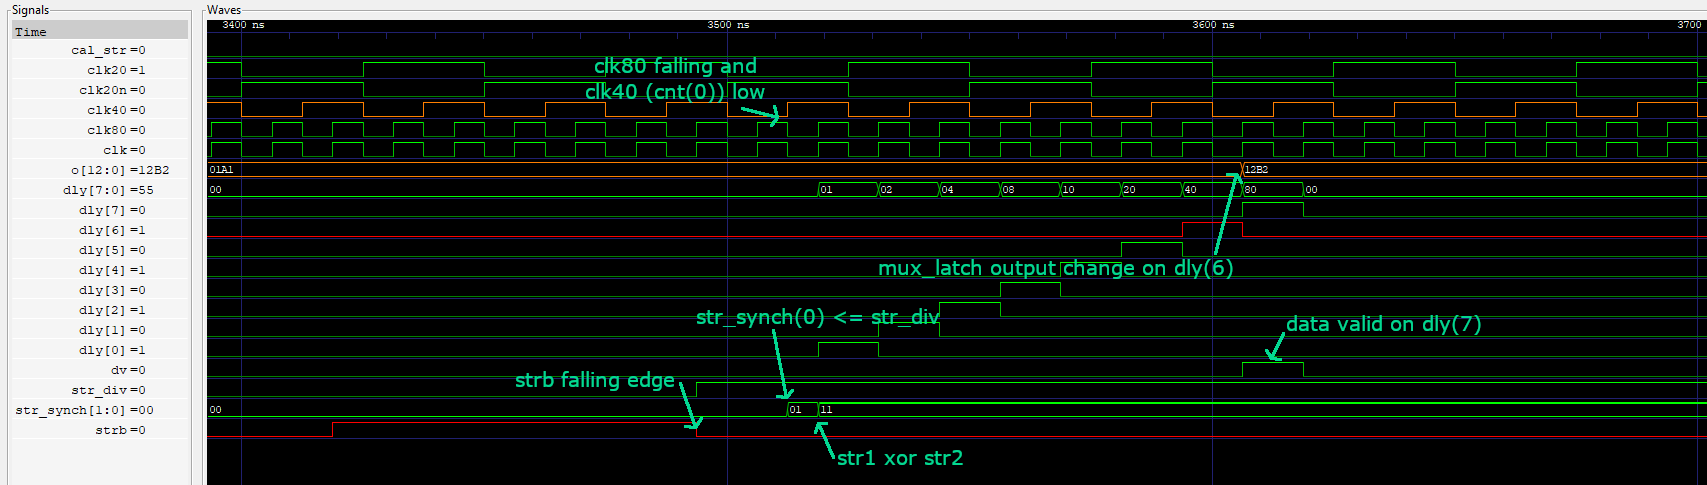 Signals
Waves
Time
3400 ns
3500 ns
3600 ns
3700
cal_str=0
clk20=1
clk20n=0
clk40=0
clk80=0
clk=0
o[12:0]=12B2
dly[7:0]=55
dly[7]=0
dly[6]=1
dly[5]=0
dly[4]=1
dly[3]=0
dly[2]=1
dly[1]=0
dly[0]=1
dv=0
str_div=0
str_synch[1:0]=00
strb=0
clk80 falling and
clk40 (cnt(0)) low
01A1
12B2
00
01
02
04
08
10
20
40
80
00
mux_latch output change on dly(6)
str_synch(0) <= str_div
data valid on dly(7)
strb falling edge
00
01
11
str1 xor str2